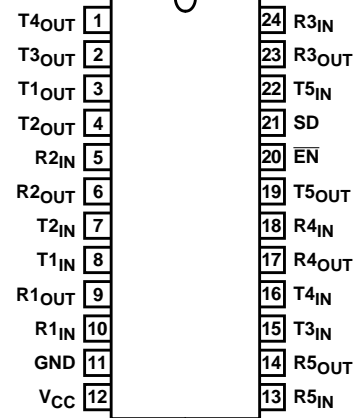 T4OUT 1 24 R3IN
T3OUT 2 23 R3OUT
T1OUT 3 22 T5IN
T2OUT 4 21 SD
R2IN 5 20 E̅N̅
R2OUT 6 19 T5OUT
T2IN 7 18 R4IN
T1IN 8 17 R4OUT
R1OUT 9 16 T4IN
R1IN 10 15 T3IN
GND 11 14 R5OUT
VCC 12 13 R5IN